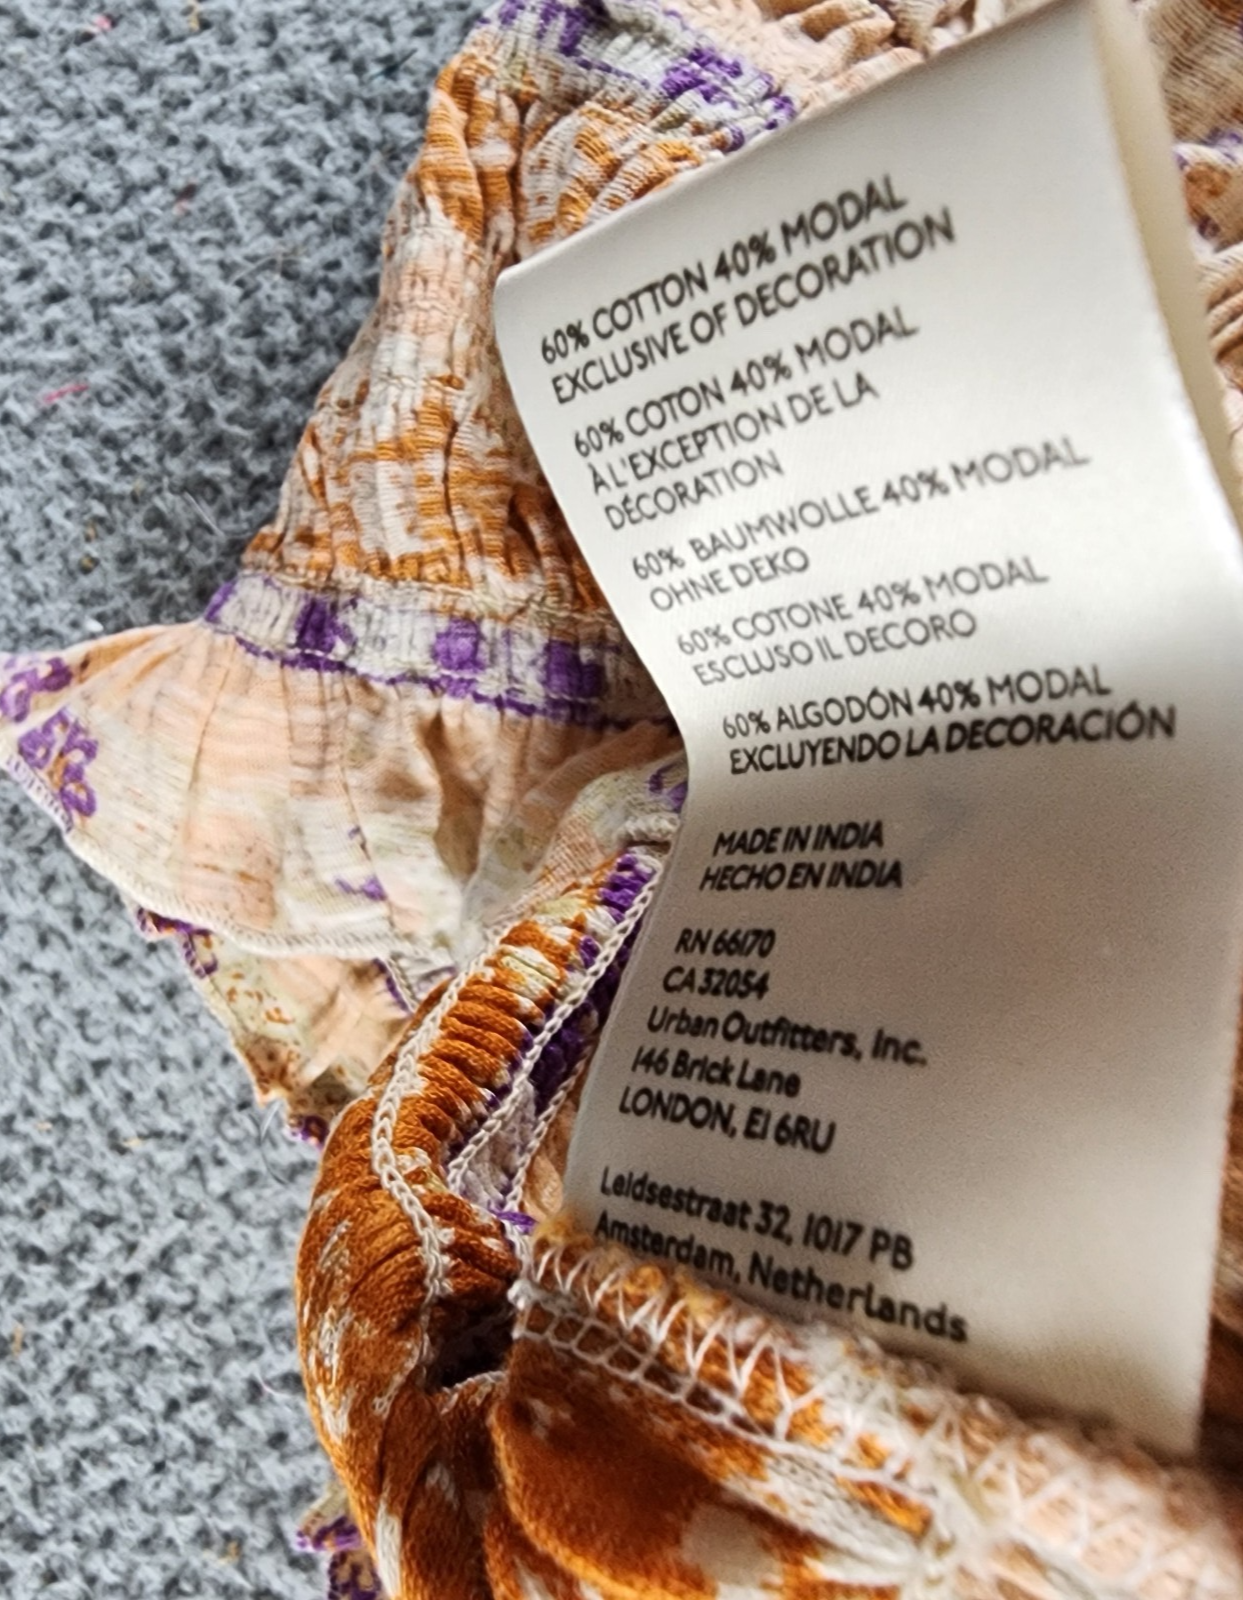 60% COTTON 40% MODAL
EXCLUSIVE OF DECORATION
60% COTON 40% MODAL
À L'EXCEPTION DE LA
DÉCORATION
60% BAUMWOLLE 40% MODAL
OHNE DEKO
60% COTONE 40% MODAL
ESCLUSO IL DECORO
60% ALGODÓN 40% MODAL
EXCLUYENDO LA DECORACIÓN
MADE IN INDIA
HECHO EN INDIA
RN 66170
CA 32054
Urban Outfitters, Inc.
146 Brick Lane
LONDON, E1 6RU
Leidsestraat 32, 1017 PB
Amsterdam, Netherlands